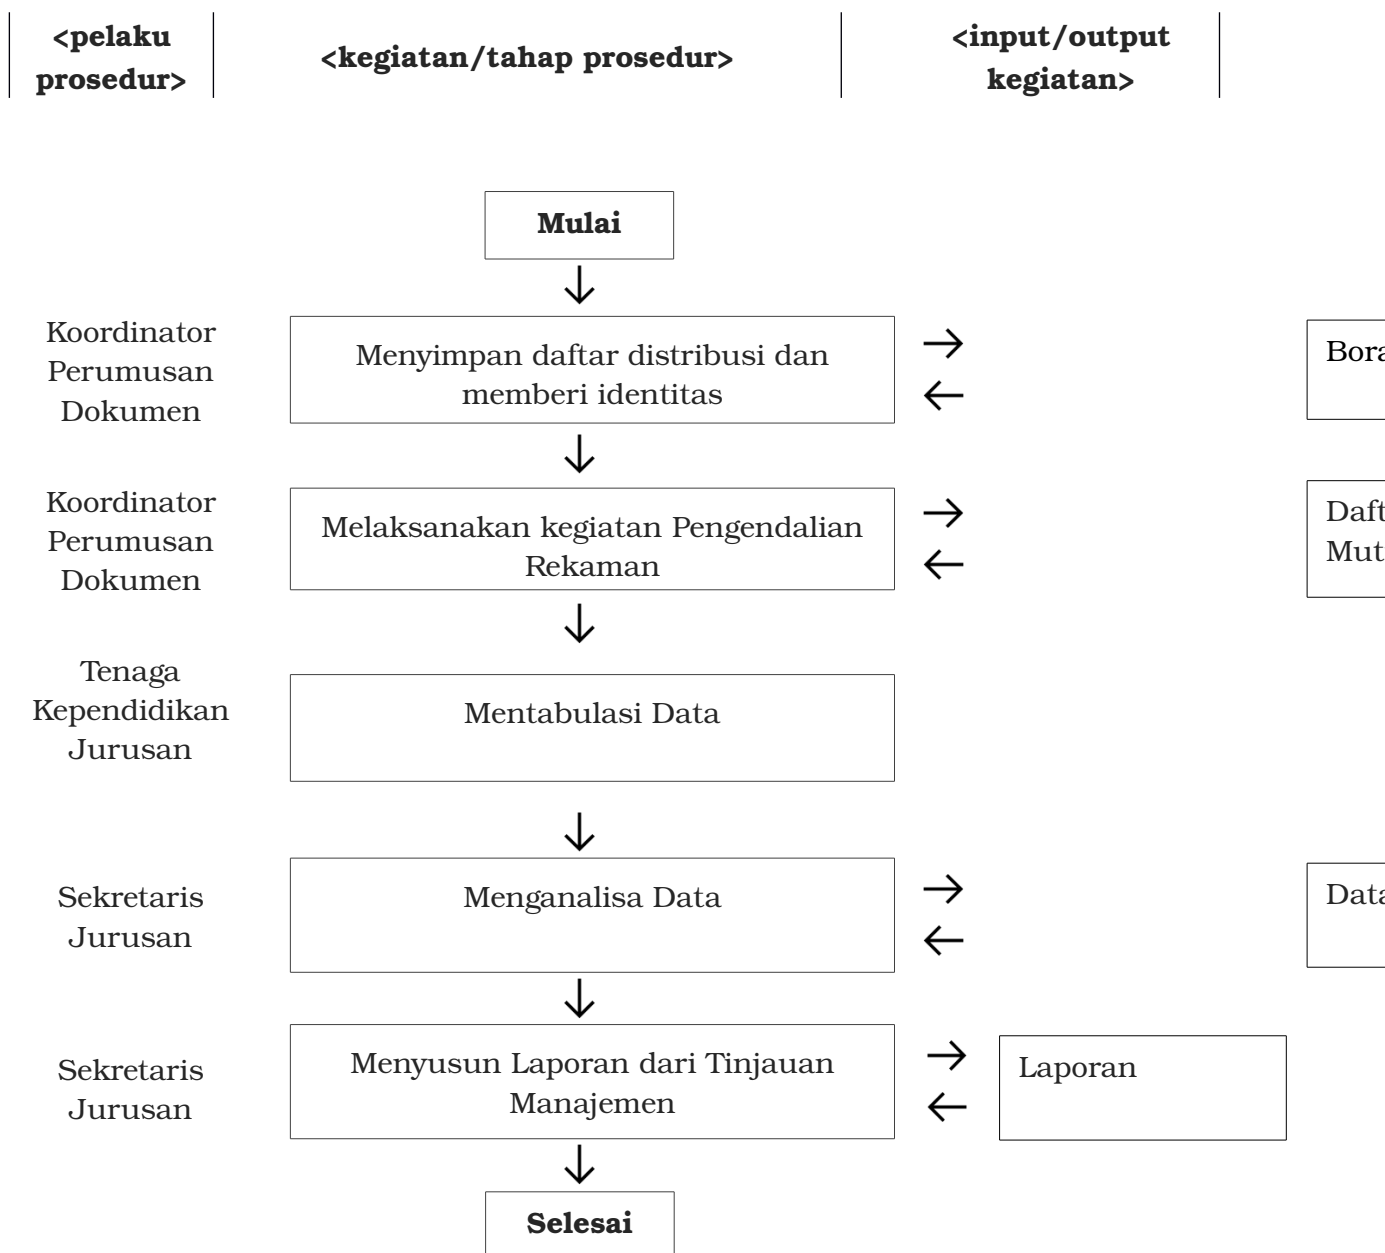 <pelaku
prosedur>
<kegiatan/tahap prosedur>
<input/output
kegiatan>
Mulai
Koordinator
Perumusan
Dokumen
Menyimpan daftar distribusi dan
memberi identitas
Koordinator
Perumusan
Dokumen
Melaksanakan kegiatan Pengendalian
Rekaman
Tenaga
Kependidikan
Jurusan
Mentabulasi Data
Sekretaris
Jurusan
Menganalisa Data
Data
Sekretaris
Jurusan
Menyusun Laporan dari Tinjauan
Manajemen
Laporan
Selesai